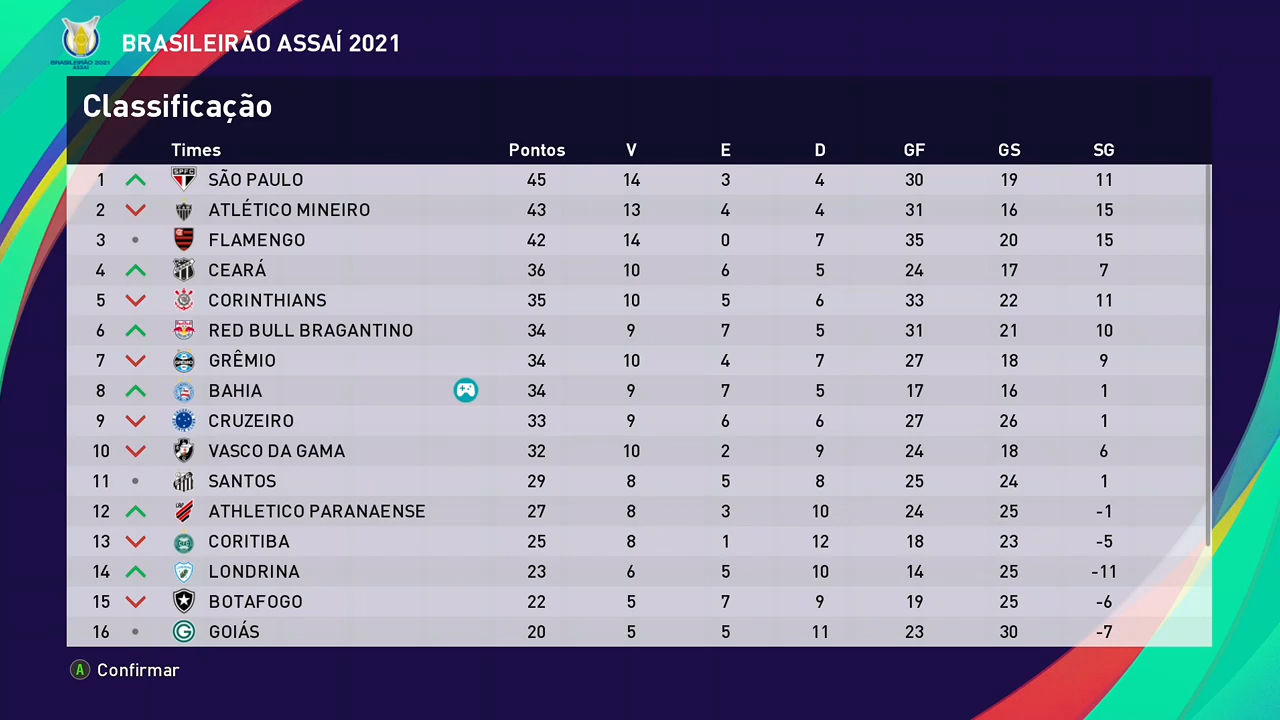 BRASILEIRÃO 2021
ASSAÍ
BRASILEIRÃO ASSAÍ 2021
Classificação
Times Pontos V E D GF GS SG
1 SÃO PAULO 45 14 3 4 30 19 11
2 ATLÉTICO MINEIRO 43 13 4 4 31 16 15
3 FLAMENGO 42 14 0 7 35 20 15
4 CEARÁ 36 10 6 5 24 17 7
5 CORINTHIANS 35 10 5 6 33 22 11
6 RED BULL BRAGANTINO 34 9 7 5 31 21 10
7 GRÊMIO 34 10 4 7 27 18 9
8 BAHIA 34 9 7 5 17 16 1
9 CRUZEIRO 33 9 6 6 27 26 1
10 VASCO DA GAMA 32 10 2 9 24 18 6
11 SANTOS 29 8 5 8 25 24 1
12 ATHLETICO PARANAENSE 27 8 3 10 24 25 -1
13 CORITIBA 25 8 1 12 18 23 -5
14 LONDRINA 23 6 5 10 14 25 -11
15 BOTAFOGO 22 5 7 9 19 25 -6
16 GOIÁS 20 5 5 11 23 30 -7
A Confirmar